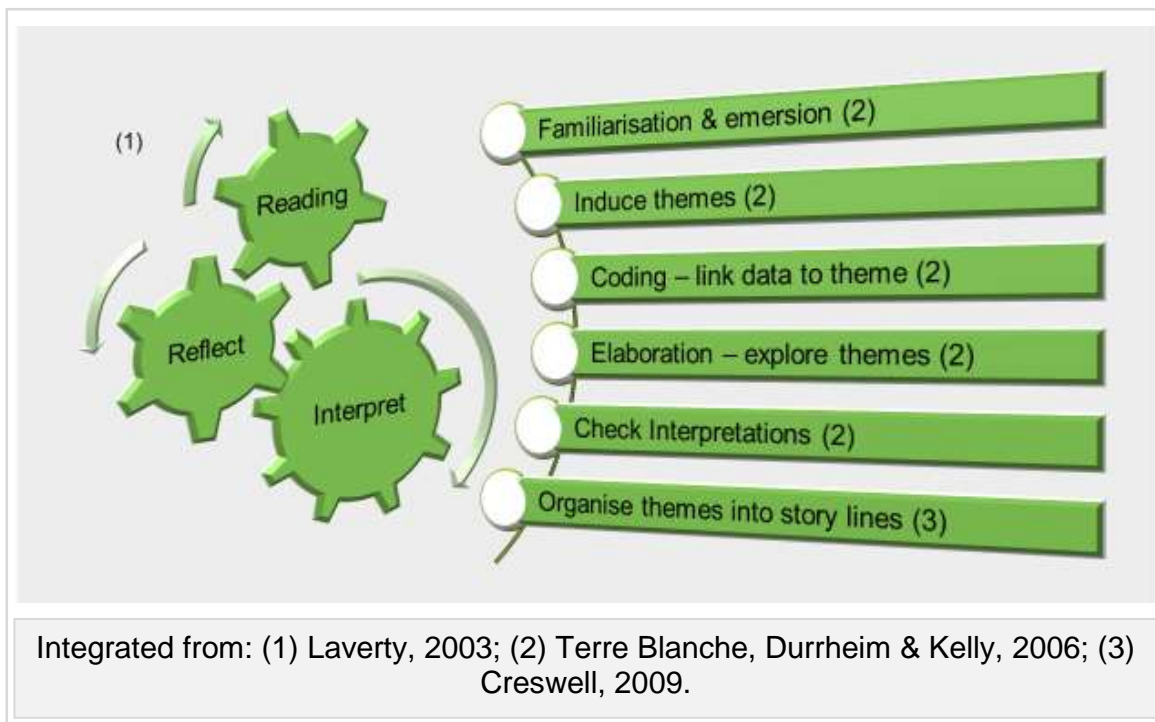 (1)
Reading
Reflect
Interpret
Familiarisation & emersion (2)
Induce themes (2)
Coding – link data to theme (2)
Elaboration – explore themes (2)
Check Interpretations (2)
Organise themes into story lines (3)
Integrated from: (1) Laverty, 2003; (2) Terre Blanche, Durrheim & Kelly, 2006; (3)
Creswell, 2009.